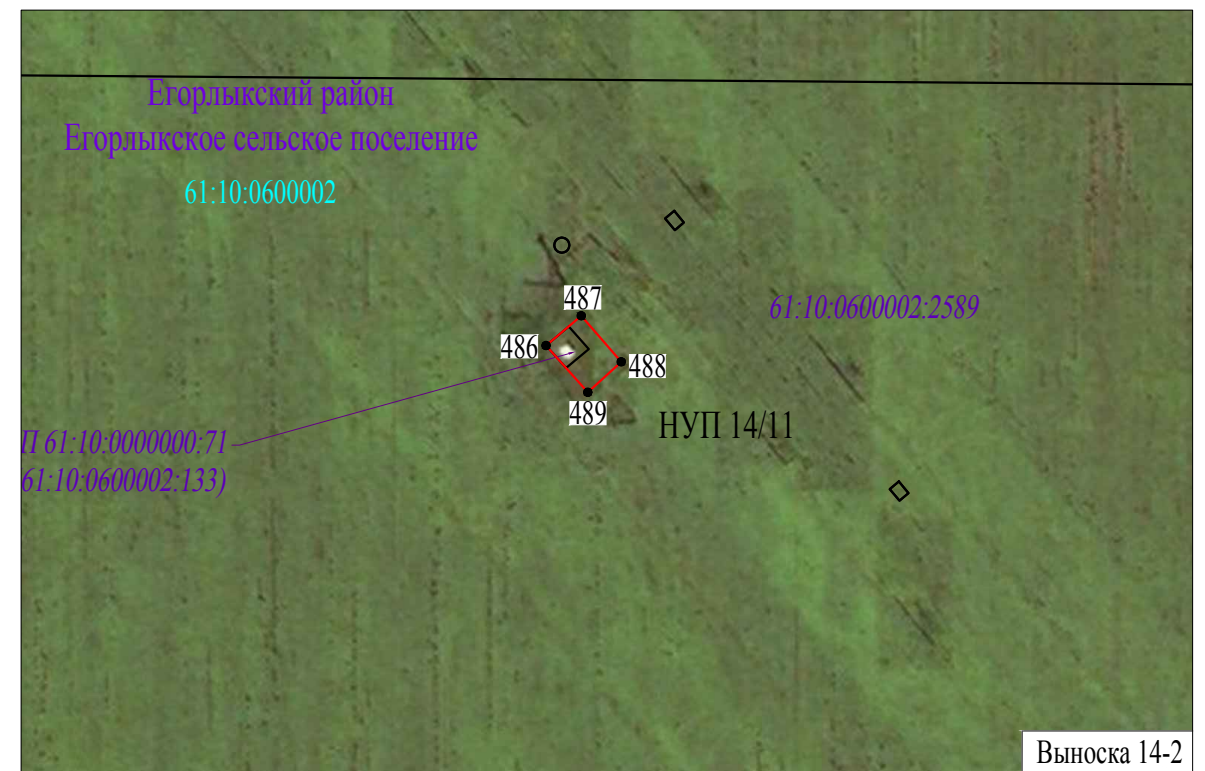 Егорлыкский район
Егорлыкское сельское поселение
61:10:0600002
487
61:10:0600002:2589
486
488
489
НУП 14/11
П 61:10:0000000:71
61:10:0600002:133)
Выноска 14-2